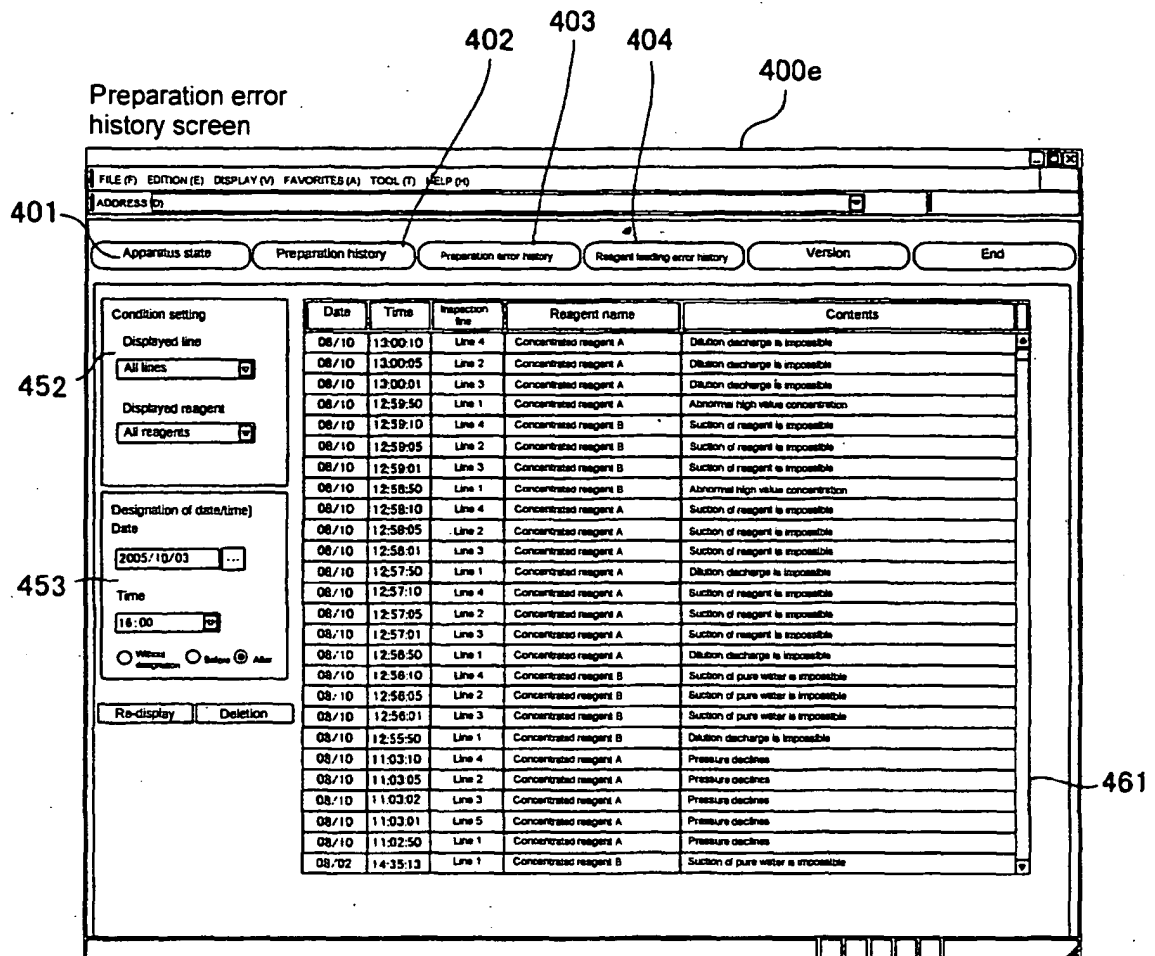 402
403
404
400e
Preparation error
history screen
FILE (F) EDITION (E) DISPLAY (V) FAVORITES (A) TOOL (T) HELP (H)
ADDRESS (D)
401
Apparatus state Preparation history Preparation error history Reagent leading error history Version End
Condition setting
Displayed line
All lines
452
Displayed reagent
All reagents
Designation of date/time]
Date
2005/10/03 ...
453
Time
16:00
Without designation Before After
Re-display Deletion
Date Time Inspection line Reagent name Contents
08/10 13:00:10 Line 4 Concentrated reagent A Dilution discharge is impossible
08/10 13:00:05 Line 2 Concentrated reagent A Dilution discharge is impossible
08/10 13:00:01 Line 3 Concentrated reagent A Dilution discharge is impossible
08/10 12:59:50 Line 1 Concentrated reagent A Abnormal high value concentration
08/10 12:59:10 Line 4 Concentrated reagent B Suction of reagent is impossible
08/10 12:59:05 Line 2 Concentrated reagent B Suction of reagent is impossible
08/10 12:59:01 Line 3 Concentrated reagent B Suction of reagent is impossible
08/10 12:58:50 Line 1 Concentrated reagent B Abnormal high value concentration
08/10 12:58:10 Line 4 Concentrated reagent A Suction of reagent is impossible
08/10 12:58:05 Line 2 Concentrated reagent A Suction of reagent is impossible
08/10 12:58:01 Line 3 Concentrated reagent A Suction of reagent is impossible
08/10 12:57:50 Line 1 Concentrated reagent A Dilution discharge is impossible
08/10 12:57:10 Line 4 Concentrated reagent A Suction of reagent is impossible
08/10 12:57:05 Line 2 Concentrated reagent A Suction of reagent is impossible
08/10 12:57:01 Line 3 Concentrated reagent A Suction of reagent is impossible
08/10 12:56:50 Line 1 Concentrated reagent A Dilution discharge is impossible
08/10 12:56:10 Line 4 Concentrated reagent B Suction of pure water is impossible
08/10 12:56:05 Line 2 Concentrated reagent B Suction of pure water is impossible
08/10 12:56:01 Line 3 Concentrated reagent B Suction of pure water is impossible
08/10 12:55:50 Line 1 Concentrated reagent B Dilution discharge is impossible
08/10 11:03:10 Line 4 Concentrated reagent A Pressure declines
08/10 11:03:05 Line 2 Concentrated reagent A Pressure declines
08/10 11:03:02 Line 3 Concentrated reagent A Pressure declines
08/10 11:03:01 Line 5 Concentrated reagent A Pressure declines
08/10 11:02:50 Line 1 Concentrated reagent A Pressure declines
08/02 14:35:13 Line 1 Concentrated reagent B Suction of pure water is impossible
461